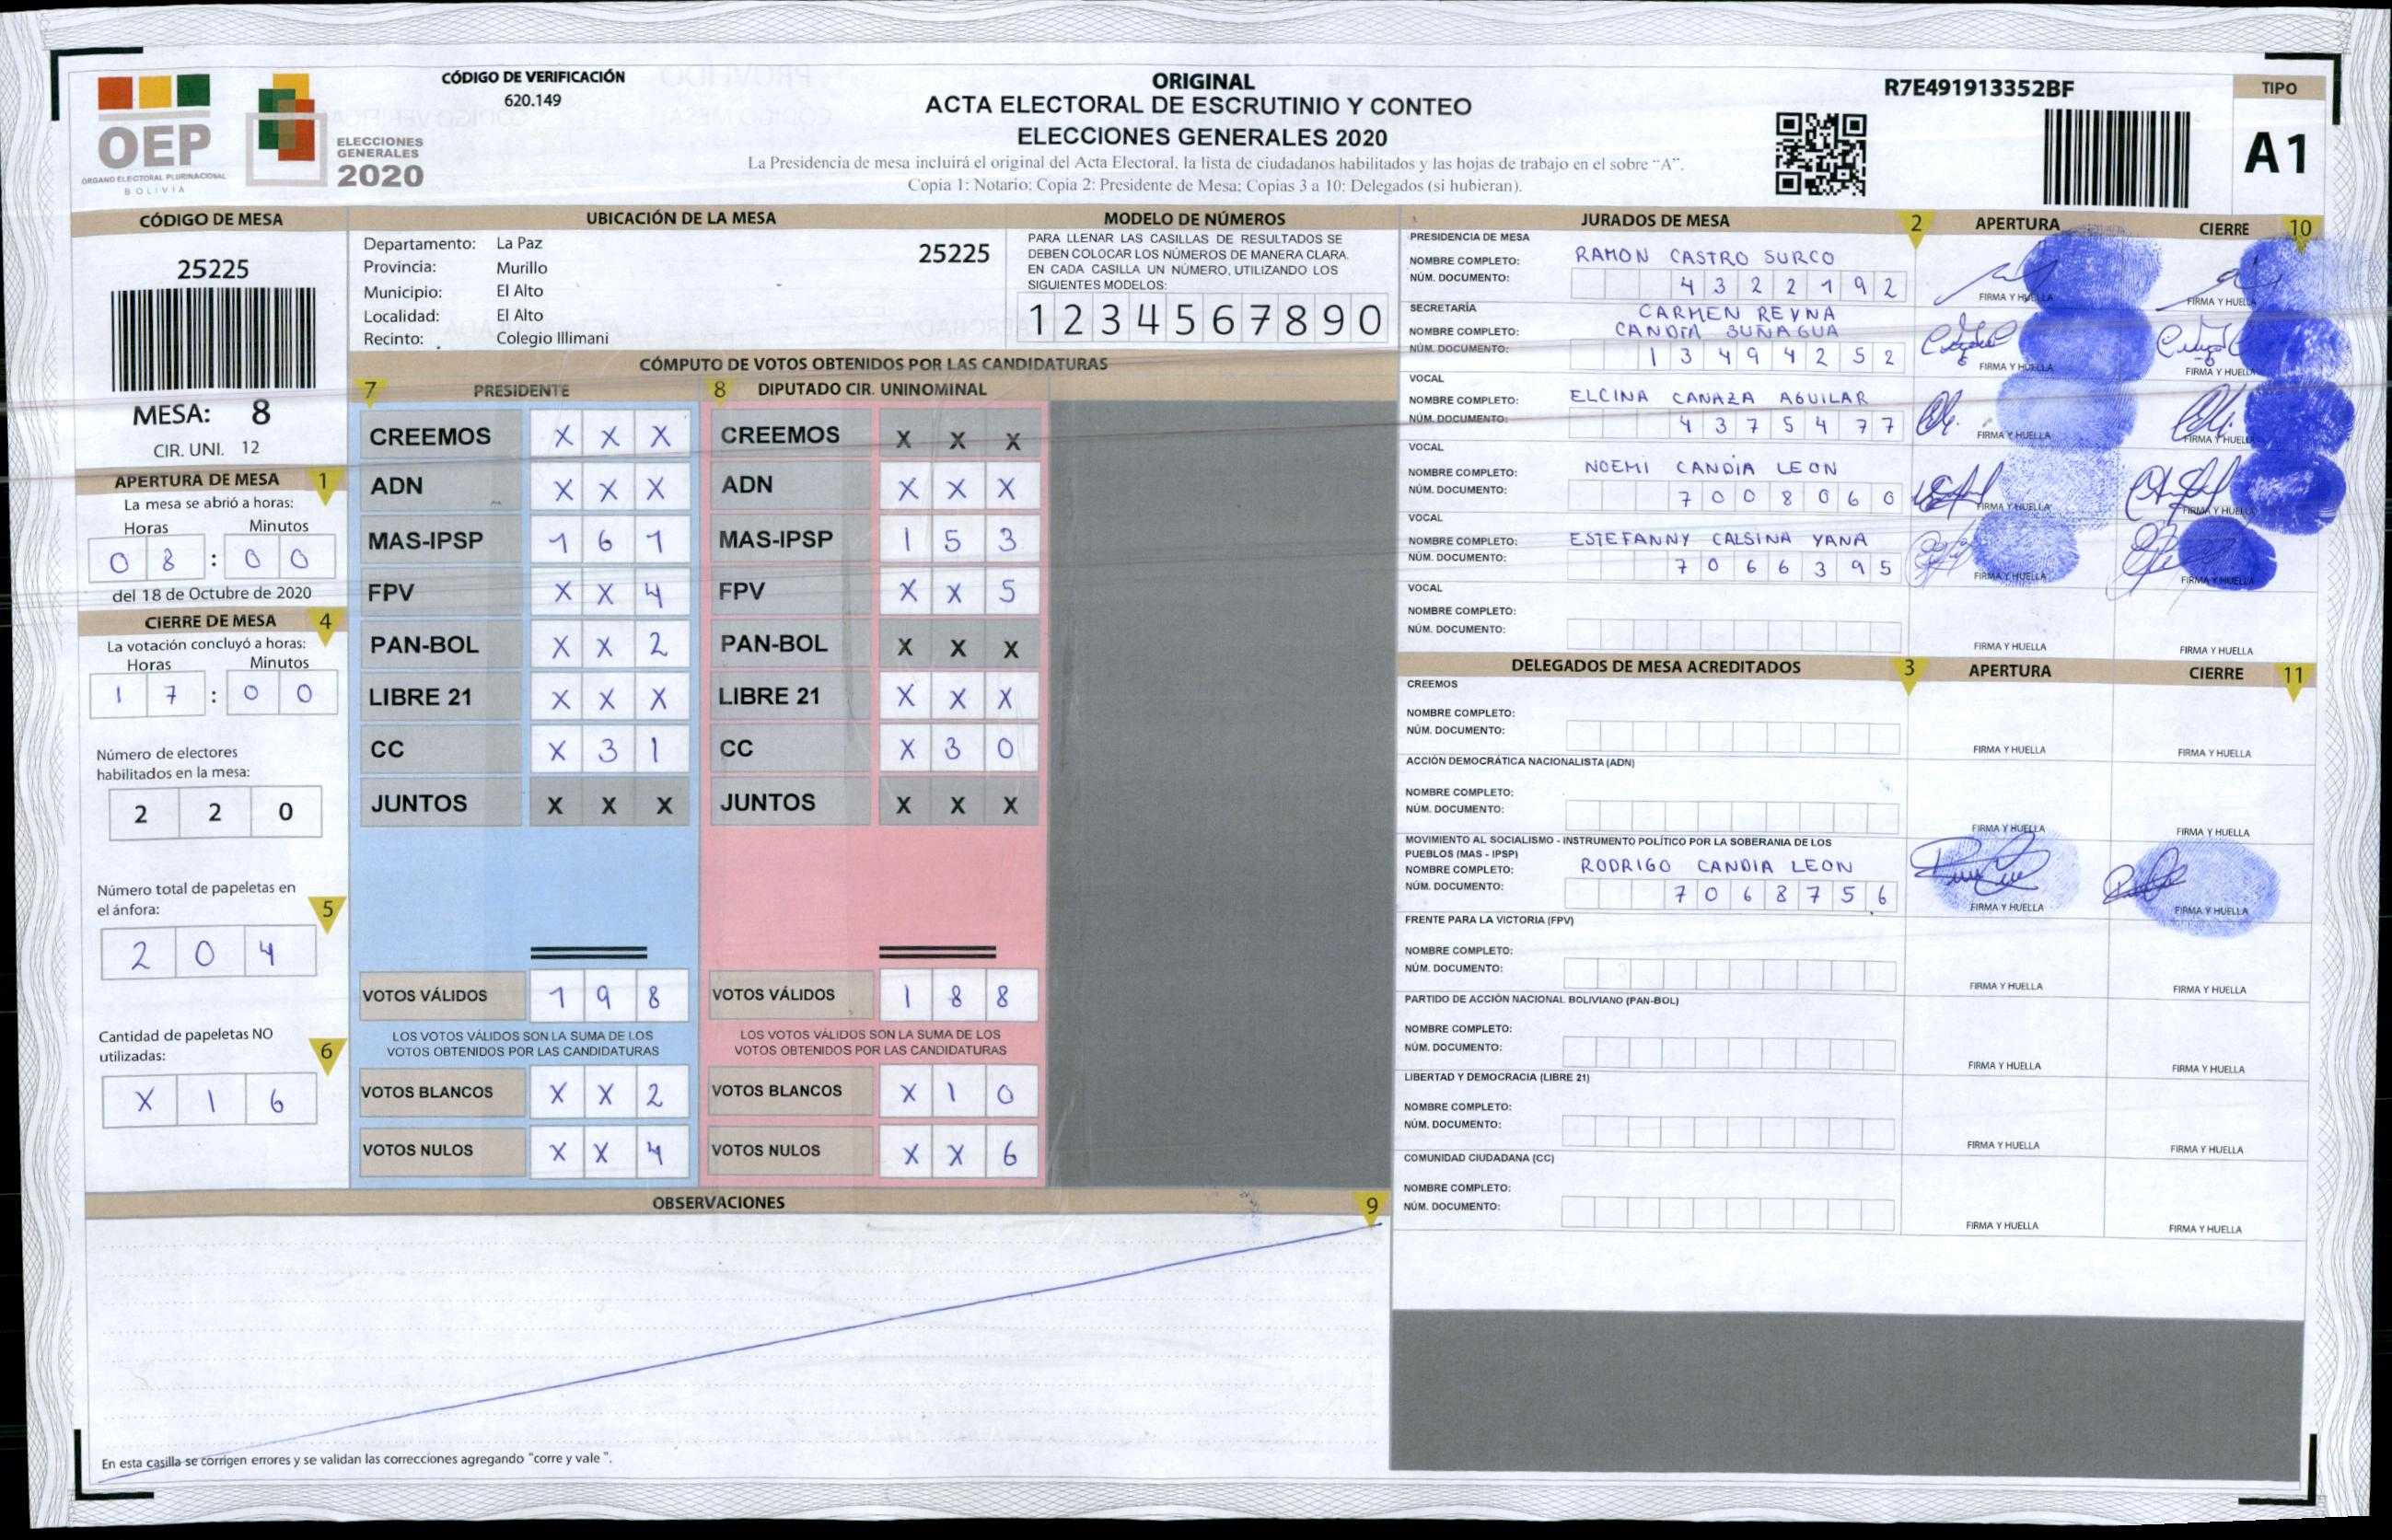 OEP
ÓRGANO ELECTORAL PLURINACIONAL
BOLIVIA
ELECCIONES
GENERALES
2020
CÓDIGO DE VERIFICACIÓN
620.149
ORIGINAL
ACTA ELECTORAL DE ESCRUTINIO Y CONTEO
ELECCIONES GENERALES 2020
La Presidencia de mesa incluirá el original del Acta Electoral, la lista de ciudadanos habilitados y las hojas de trabajo en el sobre "A".
Copia 1: Notario; Copia 2: Presidente de Mesa; Copias 3 a 10: Delegados (si hubieran).
R7E491913352BF
TIPO
A1
CÓDIGO DE MESA
25225
MESA: 8
CIR. UNI. 12
APERTURA DE MESA 1
La mesa se abrió a horas:
Horas Minutos
0 8 : 0 0
del 18 de Octubre de 2020
CIERRE DE MESA 4
La votación concluyó a horas:
Horas Minutos
1 7 : 0 0
Número de electores
habilitados en la mesa:
2 2 0
Número total de papeletas en
el ánfora: 5
2 0 4
Cantidad de papeletas NO
utilizadas: 6
X 1 6
UBICACIÓN DE LA MESA
Departamento: La Paz 25225
Provincia: Murillo
Municipio: El Alto
Localidad: El Alto
Recinto: Colegio Illimani
MODELO DE NÚMEROS
PARA LLENAR LAS CASILLAS DE RESULTADOS SE
DEBEN COLOCAR LOS NÚMEROS DE MANERA CLARA.
EN CADA CASILLA UN NÚMERO, UTILIZANDO LOS
SIGUIENTES MODELOS:
1 2 3 4 5 6 7 8 9 0
CÓMPUTO DE VOTOS OBTENIDOS POR LAS CANDIDATURAS
7 PRESIDENTE 8 DIPUTADO CIR. UNINOMINAL
CREEMOS X X X CREEMOS X X X
ADN X X X ADN X X X
MAS-IPSP 1 6 1 MAS-IPSP 1 5 3
FPV X X 4 FPV X X 5
PAN-BOL X X 2 PAN-BOL X X X
LIBRE 21 X X X LIBRE 21 X X X
CC X 3 1 CC X 3 0
JUNTOS X X X JUNTOS X X X
VOTOS VÁLIDOS 1 9 8 VOTOS VÁLIDOS 1 8 8
LOS VOTOS VÁLIDOS SON LA SUMA DE LOS LOS VOTOS VÁLIDOS SON LA SUMA DE LOS
VOTOS OBTENIDOS POR LAS CANDIDATURAS VOTOS OBTENIDOS POR LAS CANDIDATURAS
VOTOS BLANCOS X X 2 VOTOS BLANCOS X 1 0
VOTOS NULOS X X 4 VOTOS NULOS X X 6
OBSERVACIONES 9
En esta casilla se corrigen errores y se validan las correcciones agregando "corre y vale".
JURADOS DE MESA 2 APERTURA CIERRE 10
PRESIDENCIA DE MESA
NOMBRE COMPLETO: RAMON CASTRO SURCO
NÚM. DOCUMENTO: 4 3 2 2 1 9 2
FIRMA Y HUELLA FIRMA Y HUELLA
SECRETARÍA
CARMEN REYNA
NOMBRE COMPLETO: CANDIA SUÑAGUA
NÚM. DOCUMENTO: 1 3 4 9 4 2 5 2
FIRMA Y HUELLA FIRMA Y HUELLA
VOCAL
NOMBRE COMPLETO: ELCINA CANAZA AGUILAR
NÚM. DOCUMENTO: 4 3 7 5 4 7 7
FIRMA Y HUELLA FIRMA Y HUELLA
VOCAL
NOMBRE COMPLETO: NOEMI CANDIA LEON
NÚM. DOCUMENTO: 7 0 0 8 0 6 0
FIRMA Y HUELLA FIRMA Y HUELLA
VOCAL
NOMBRE COMPLETO: ESTEFANNY CALSINA YANA
NÚM. DOCUMENTO: 7 0 6 6 3 9 5
FIRMA Y HUELLA FIRMA Y HUELLA
VOCAL
NOMBRE COMPLETO:
NÚM. DOCUMENTO:
FIRMA Y HUELLA FIRMA Y HUELLA
DELEGADOS DE MESA ACREDITADOS 3 APERTURA CIERRE 11
CREEMOS
NOMBRE COMPLETO:
NÚM. DOCUMENTO:
FIRMA Y HUELLA FIRMA Y HUELLA
ACCIÓN DEMOCRÁTICA NACIONALISTA (ADN)
NOMBRE COMPLETO:
NÚM. DOCUMENTO:
FIRMA Y HUELLA FIRMA Y HUELLA
MOVIMIENTO AL SOCIALISMO - INSTRUMENTO POLÍTICO POR LA SOBERANIA DE LOS
PUEBLOS (MAS - IPSP)
NOMBRE COMPLETO: RODRIGO CANDIA LEON
NÚM. DOCUMENTO: 7 0 6 8 7 5 6
FIRMA Y HUELLA FIRMA Y HUELLA
FRENTE PARA LA VICTORIA (FPV)
NOMBRE COMPLETO:
NÚM. DOCUMENTO:
FIRMA Y HUELLA FIRMA Y HUELLA
PARTIDO DE ACCIÓN NACIONAL BOLIVIANO (PAN-BOL)
NOMBRE COMPLETO:
NÚM. DOCUMENTO:
FIRMA Y HUELLA FIRMA Y HUELLA
LIBERTAD Y DEMOCRACIA (LIBRE 21)
NOMBRE COMPLETO:
NÚM. DOCUMENTO:
FIRMA Y HUELLA FIRMA Y HUELLA
COMUNIDAD CIUDADANA (CC)
NOMBRE COMPLETO:
NÚM. DOCUMENTO:
FIRMA Y HUELLA FIRMA Y HUELLA